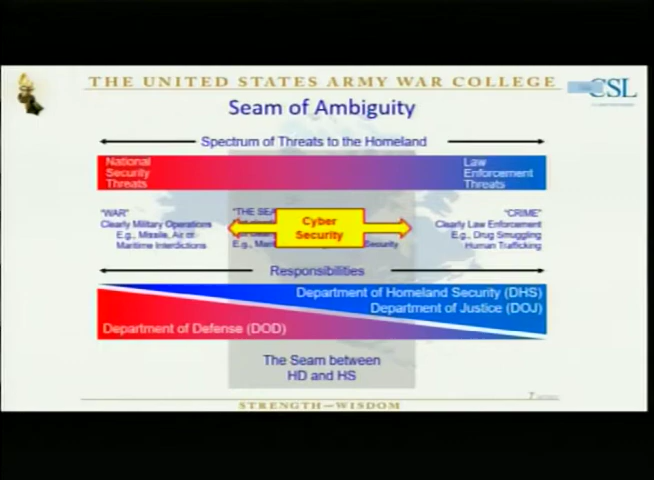 THE UNITED STATES ARMY WAR COLLEGE
CSL
Seam of Ambiguity
Spectrum of Threats to the Homeland
National
Security
Threats
Law
Enforcement
Threats
"WAR"
Clearly Military Operations
E.g., Missile, Air or
Maritime Interdictions
"THE SEA
E.g., Mari
Security
Cyber
Security
"CRIME"
Clearly Law Enforcement
E.g., Drug Smuggling
Human Trafficking
Responsibilities
Department of Homeland Security (DHS)
Department of Justice (DOJ)
Department of Defense (DOD)
The Seam between
HD and HS
STRENGTH—WISDOM
7